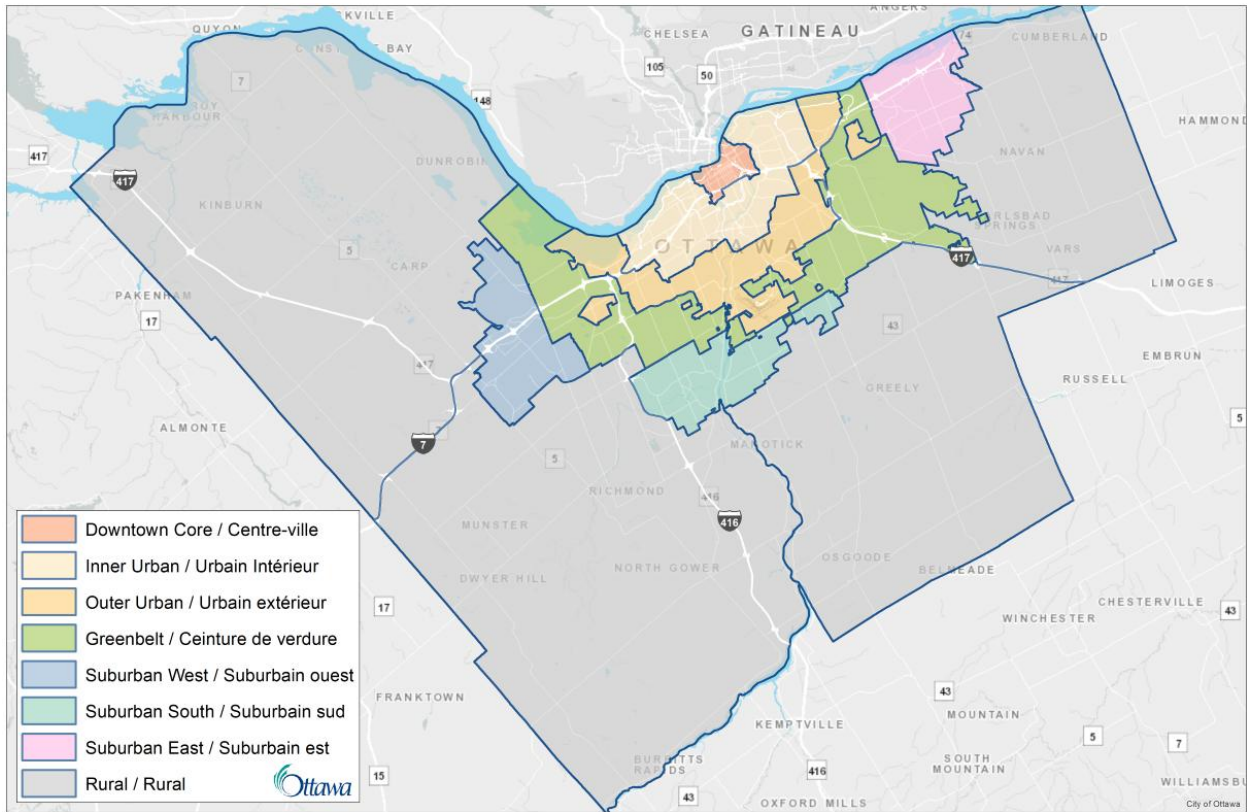 QUYON
CHELSEA
GATINEAU
ANGERS
CUMBERLAND
74
105
50
7
148
417
HAMMOND
417
DUNROBIN
NAVAN
KINBURN
CARLSBAD
SPRINGS
5
OTTAWA
VARS
CARP
417
417
LIMOGES
PAKENHAM
17
43
EMBRUN
417
GREELY
RUSSELL
5
ALMONTE
7
7
MANOTICK
5
RICHMOND
416
416
MUNSTER
OSGOODE
NORTH GOWER
DWYER HILL
17
CHESTERVILLE
43
WINCHESTER
FRANKTOWN
43
MOUNTAIN
KEMPTVILLE
5
7
BURRITTS
RAPIDS
SOUTH
MOUNTAIN
15
416
43
OXFORD MILLS
WILLIAMSBU
Downtown Core / Centre-ville
Inner Urban / Urbain Intérieur
Outer Urban / Urbain extérieur
Greenbelt / Ceinture de verdure
Suburban West / Suburbain ouest
Suburban South / Suburbain sud
Suburban East / Suburbain est
Rural / Rural
Ottawa
City of Ottawa